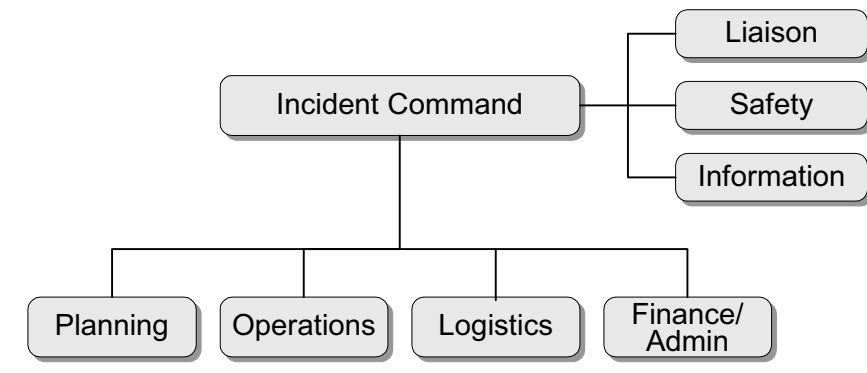 Liaison
Incident Command
Safety
Information
Planning
Operations
Logistics
Finance/
Admin